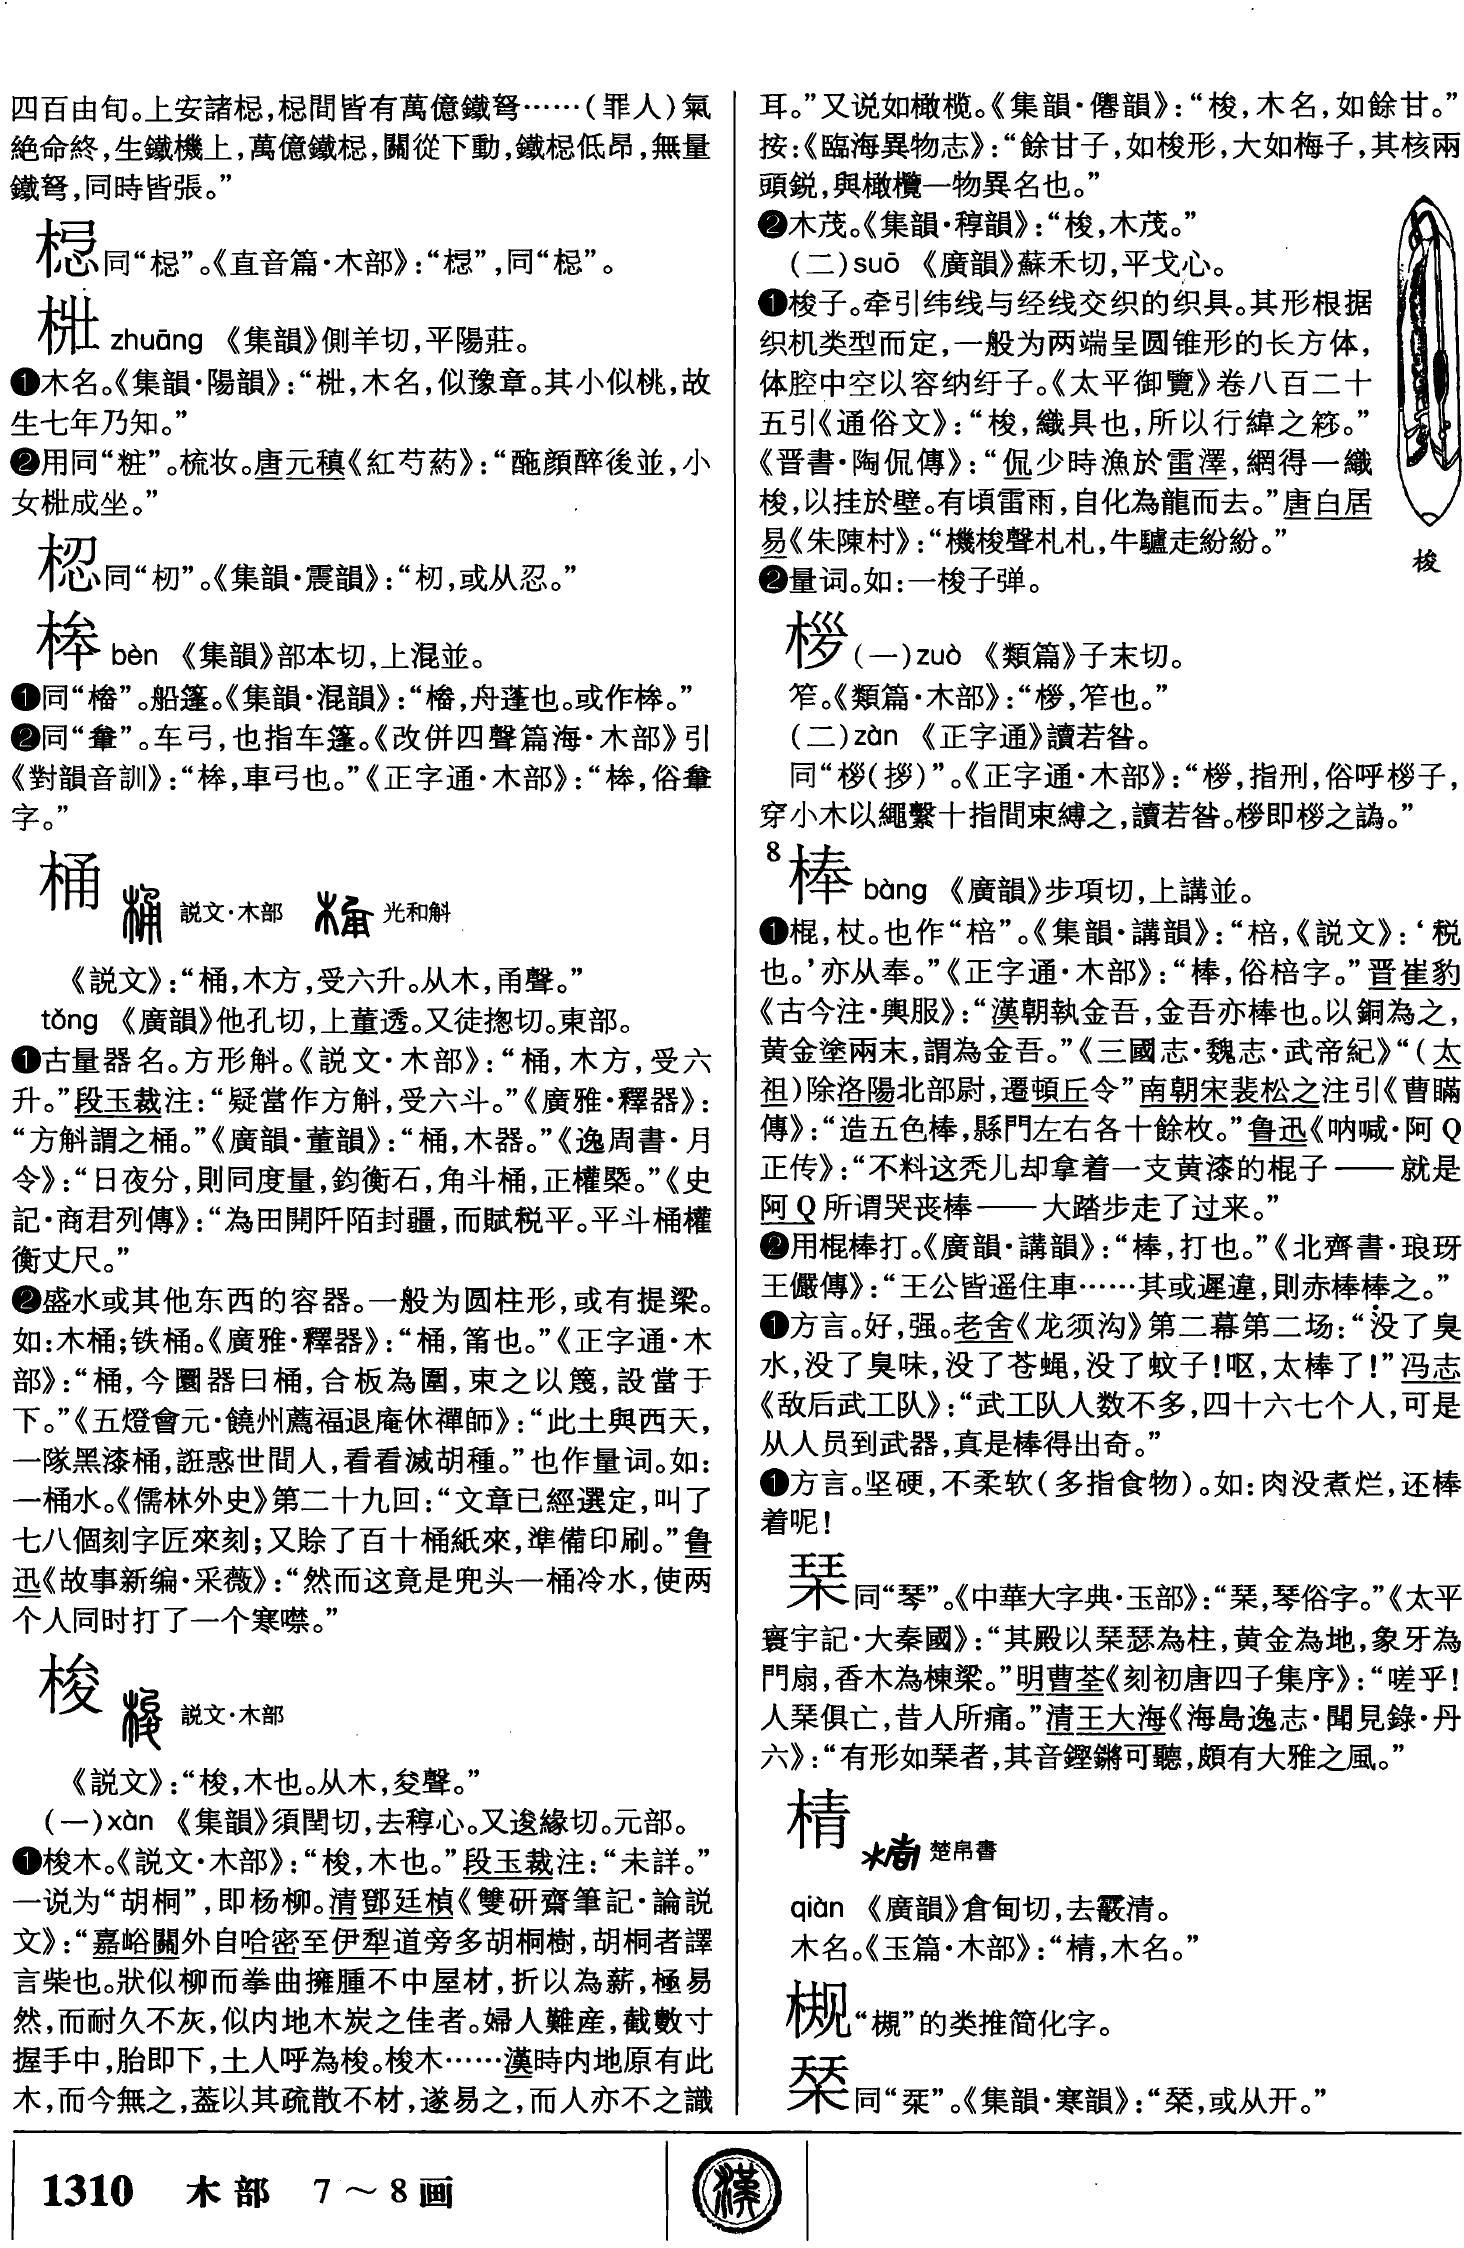 四百由旬。上安諸梞,梞間皆有萬億鐵弩……(罪人)氣
絶命終,生鐵機上,萬億鐵梞,關從下動,鐵梞低昂,無量
鐵弩,同時皆張。”
同“梞”。《直音篇·木部》:“ ,同“梞”。
zhuāng 《集韻》側羊切,平陽莊。
❶木名。《集韻·陽韻》:“ ,木名,似豫章。其小似桃,故
生七年乃知。”
❷用同“粧”。梳妆。唐元稹《紅芍葯》:“酏顔醉後並,小
女 成坐。”
梕同“杒”。《集韻·震韻》:“杒,或从忍。”
㮺 bèn 《集韻》部本切,上混並。
❶同“ ”。船篷。《集韻·混韻》:“ ,舟蓬也。或作 。”
❷同“軬”。车弓,也指车篷。《改併四聲篇海·木部》引
《對韻音訓》:“ ,車弓也。”《正字通·木部》:“ ,俗軬
字。”
桶 説文·木部 光和斛
《説文》:“桶,木方,受六升。从木,甬聲。”
tǒng 《廣韻》他孔切,上董透。又徒揔切。東部。
❶古量器名。方形斛。《説文·木部》:“桶,木方,受六
升。”段玉裁注:“疑當作方斛,受六斗。”《廣雅·釋器》:
“方斛謂之桶。”《廣韻·董韻》:“桶,木器。”《逸周書·月
令》:“日夜分,則同度量,鈞衡石,角斗桶,正權槩。”《史
記·商君列傳》:“為田開阡陌封疆,而賦税平。平斗桶權
衡丈尺。”
❷盛水或其他东西的容器。一般为圆柱形,或有提梁。
如:木桶;铁桶。《廣雅·釋器》:“桶,筩也。”《正字通·木
部》:“桶,今圜器曰桶,合板為圍,束之以篾,設當于
下。”《五燈會元·饒州薦福退庵休禪師》:“此土與西天,
一隊黑漆桶,誑惑世間人,看看滅胡種。”也作量词。如:
一桶水。《儒林外史》第二十九回:“文章已經選定,叫了
七八個刻字匠來刻;又賒了百十桶紙來,準備印刷。”鲁
迅《故事新编·采薇》:“然而这竟是兜头一桶冷水,使两
个人同时打了一个寒噤。”
梭 説文·木部
《説文》:“梭,木也。从木,夋聲。”
(一)xùn 《集韻》須閏切,去稕心。又逡緣切。元部。
❶梭木。《説文·木部》:“梭,木也。”段玉裁注:“未詳。”
一说为“胡桐”,即杨柳。清鄧廷楨《雙研齋筆記·論説
文》:“嘉峪關外自哈密至伊犁道旁多胡桐樹,胡桐者譯
言柴也。狀似柳而拳曲擁腫不中屋材,折以為薪,極易
然,而耐久不灰,似内地木炭之佳者。婦人難産,截數寸
握手中,胎即下,土人呼為梭。梭木……漢時内地原有此
木,而今無之,蓋以其疏散不材,遂易之,而人亦不之識
耳。”又说如橄榄。《集韻·僊韻》:“梭,木名,如餘甘。”
按:《臨海異物志》:“餘甘子,如梭形,大如梅子,其核兩
頭鋭,與橄欖一物異名也。”
❷木茂。《集韻·稕韻》:“梭,木茂。”
(二)suō 《廣韻》蘇禾切,平戈心。
❶梭子。牵引纬线与经线交织的织具。其形根据
织机类型而定,一般为两端呈圆锥形的长方体,
体腔中空以容纳纡子。《太平御覽》卷八百二十
五引《通俗文》:“梭,織具也,所以行緯之䈇。”
《晋書·陶侃傳》:“侃少時漁於雷澤,網得一織
梭,以挂於壁。有頃雷雨,自化為龍而去。”唐白居
易《朱陳村》:“機梭聲札札,牛驢走紛紛。”
梭
❷量词。如:一梭子弹。
桚 (一)zuò 《類篇》子末切。
笮。《類篇·木部》:“桚,笮也。”
(二)zǎn 《正字通》讀若昝。
同“桚(拶)”。《正字通·木部》:“桚,指刑,俗呼桚子,
穿小木以繩繫十指間束縛之,讀若昝。桚即桚之譌。”
8 棒 bàng 《廣韻》步項切,上講並。
❶棍,杖。也作“棓”。《集韻·講韻》:“棓,《説文》:‘税
也。’亦从奉。”《正字通·木部》:“棒,俗棓字。”晋崔豹
《古今注·輿服》:“漢朝執金吾,金吾亦棒也。以銅為之,
黄金塗兩末,謂為金吾。”《三國志·魏志·武帝紀》“(太
祖)除洛陽北部尉,遷頓丘令”南朝宋裴松之注引《曹瞞
傳》:“造五色棒,縣門左右各十餘枚。”鲁迅《呐喊·阿Q
正传》:“不料这秃儿却拿着一支黄漆的棍子——就是
阿Q所谓哭丧棒——大踏步走了过来。”
❷用棍棒打。《廣韻·講韻》:“棒,打也。”《北齊書·琅玡
王儼傳》:“王公皆遥住車……其或遲違,則赤棒棒之。”
❶方言。好,强。老舍《龙须沟》第二幕第二场:“没了臭
水,没了臭味,没了苍蝇,没了蚊子!呕,太棒了!”冯志
《敌后武工队》:“武工队人数不多,四十六七个人,可是
从人员到武器,真是棒得出奇。”
❶方言。坚硬,不柔软(多指食物)。如:肉没煮烂,还棒
着呢!
栞同“琴”。《中華大字典·玉部》:“ ,琴俗字。”《太平
寰宇記·大秦國》:“其殿以 瑟為柱,黄金為地,象牙為
門扇,香木為棟梁。”明曹荃《刻初唐四子集序》:“嗟乎!
人 俱亡,昔人所痛。”清王大海《海島逸志·聞見錄·丹
六》:“有形如 者,其音鏗鏘可聽,頗有大雅之風。”
棈 楚帛書
qiàn 《廣韻》倉甸切,去霰清。
木名。《玉篇·木部》:“棈,木名。”
“槻”的类推简化字。
同“栞”。《集韻·寒韻》:“ ,或从幵。”
1310 木部 7～8画
漢